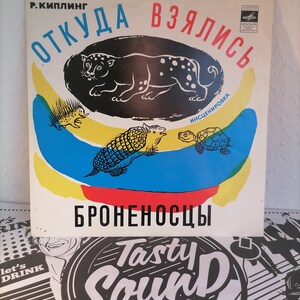 Р. КИПЛИНГ
ОТКУДА ВЗЯЛИСЬ
ИНСЦЕНИРОВКА
БРОНЕНОСЦЫ
let's
DRINK
Tasty
Sound